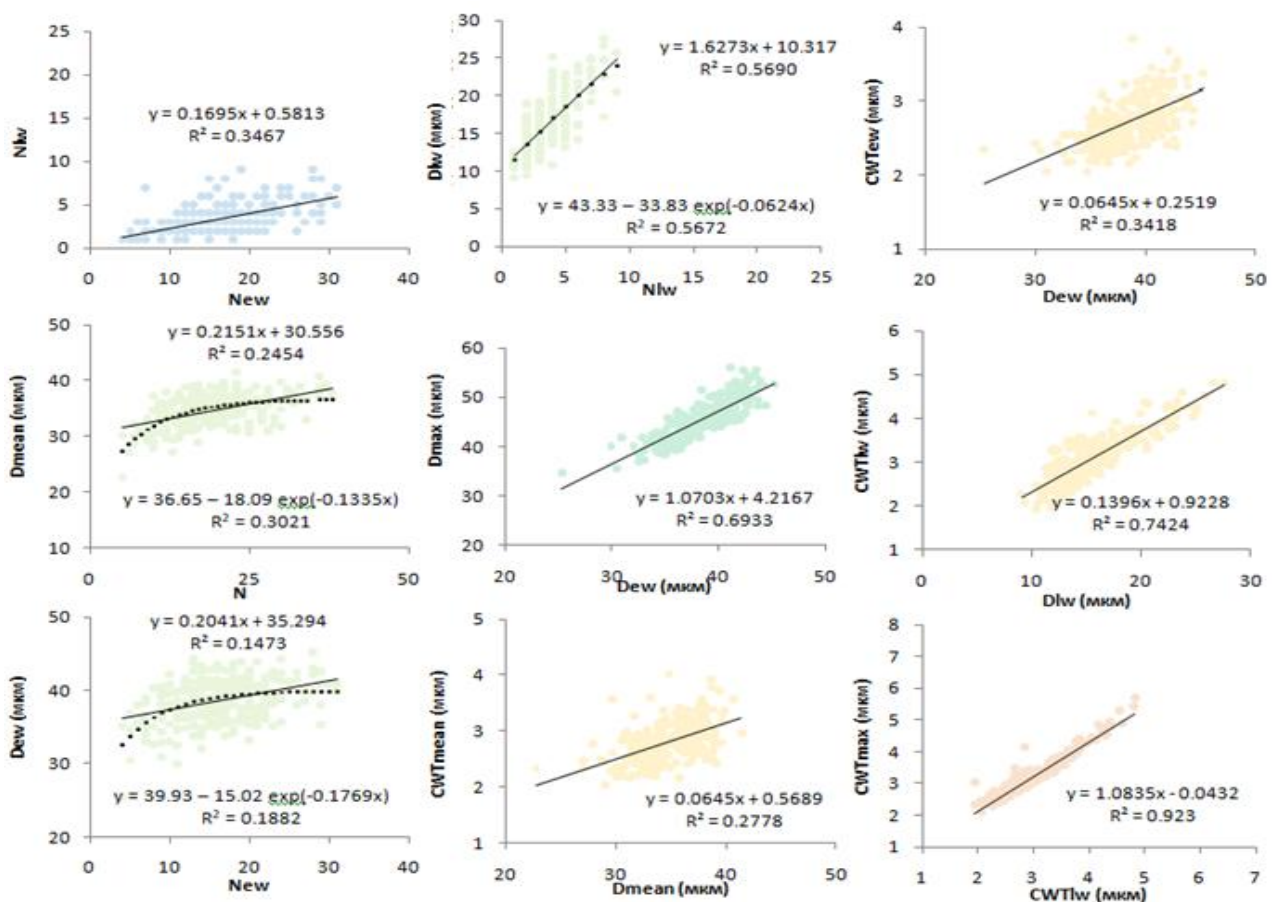 25
20
15
10
5
0
Nlw
y = 0.1695x + 0.5813
R² = 0.3467
0 10 20 30 40
New
30
25
20
15
10
5
0
Dlw (мкм)
y = 1.6273x + 10.317
R² = 0.5690
y = 43.33 – 33.83 exp(-0.0624x)
R² = 0.5672
0 5 10 15 20 25
Nlw
4
3
2
1
CWTew (мкм)
y = 0.0645x + 0.2519
R² = 0.3418
20 30 40 50
Dew (мкм)
50
40
30
20
10
Dmean (мкм)
y = 0.2151x + 30.556
R² = 0.2454
y = 36.65 – 18.09 exp(-0.1335x)
R² = 0.3021
0 25 50
N
60
50
40
30
20
Dmax (мкм)
y = 1.0703x + 4.2167
R² = 0.6933
20 30 40 50
Dew (мкм)
6
5
4
3
2
1
CWTlw (мкм)
y = 0.1396x + 0.9228
R² = 0.7424
0 10 20 30
Dlw (мкм)
50
40
30
20
Dew (мкм)
y = 0.2041x + 35.294
R² = 0.1473
y = 39.93 – 15.02 exp(-0.1769x)
R² = 0.1882
0 10 20 30 40
New
5
4
3
2
1
CWTmean (мкм)
y = 0.0645x + 0.5689
R² = 0.2778
20 30 40 50
Dmean (мкм)
8
7
6
5
4
3
2
1
CWTmax (мкм)
y = 1.0835x - 0.0432
R² = 0.923
1 2 3 4 5 6 7
CWTlw (мкм)